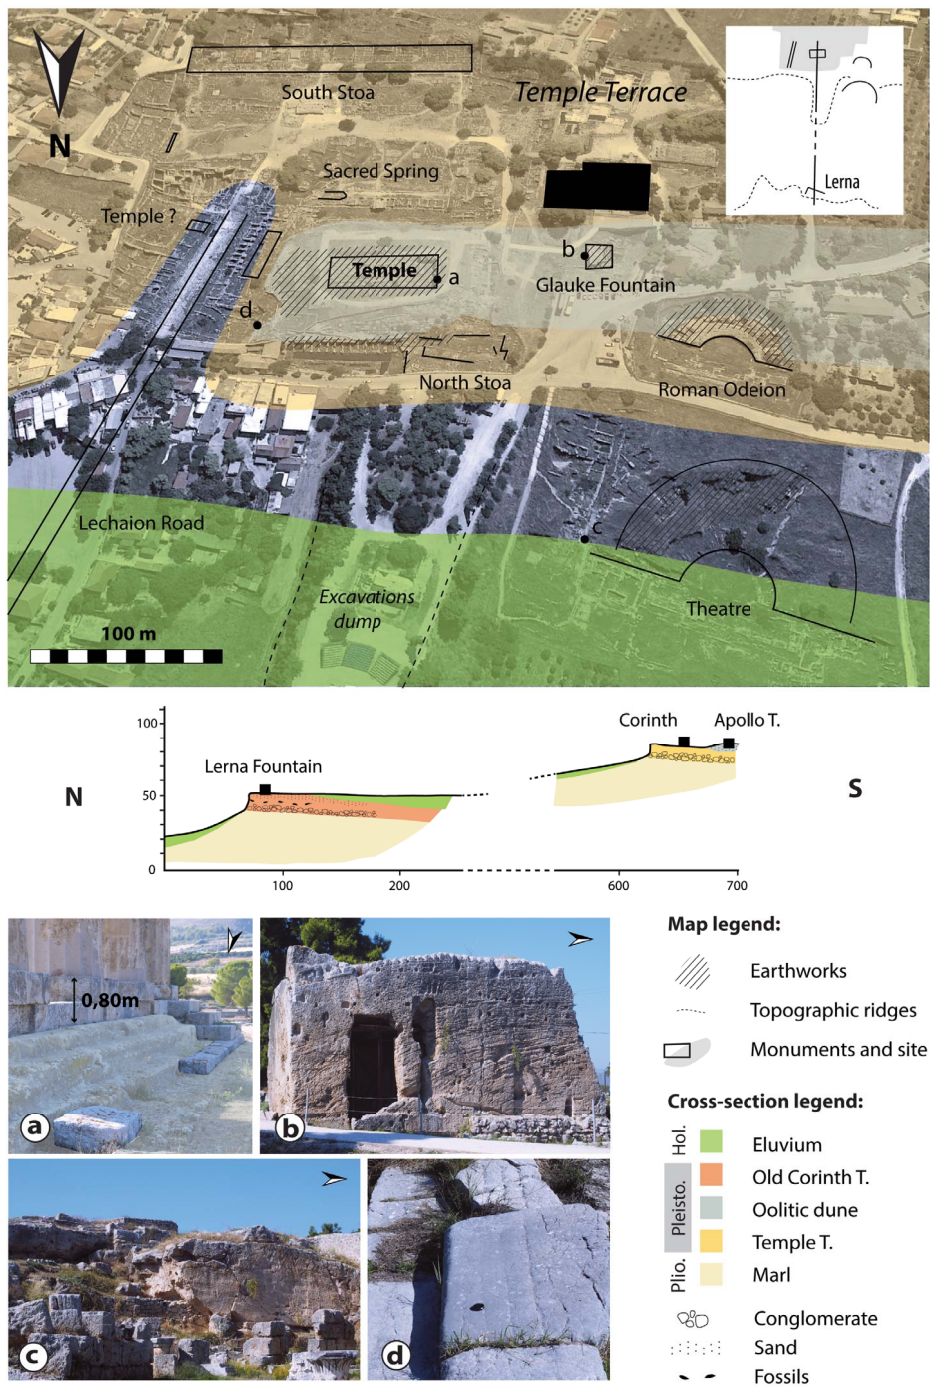 South Stoa
Temple Terrace
N
Lerna
Sacred Spring
Temple ?
Temple
a
b
Glauke Fountain
d
North Stoa
Roman Odeion
Lechaion Road
c
Excavations
dump
Theatre
100 m
100
Corinth
Apollo T.
Lerna Fountain
N
50
S
0
100
200
600
700
0,80m
a
b
c
d
Map legend:
Earthworks
Topographic ridges
Monuments and site
Cross-section legend:
Hol.
Eluvium
Pleisto.
Old Corinth T.
Oolitic dune
Temple T.
Plio.
Marl
Conglomerate
Sand
Fossils